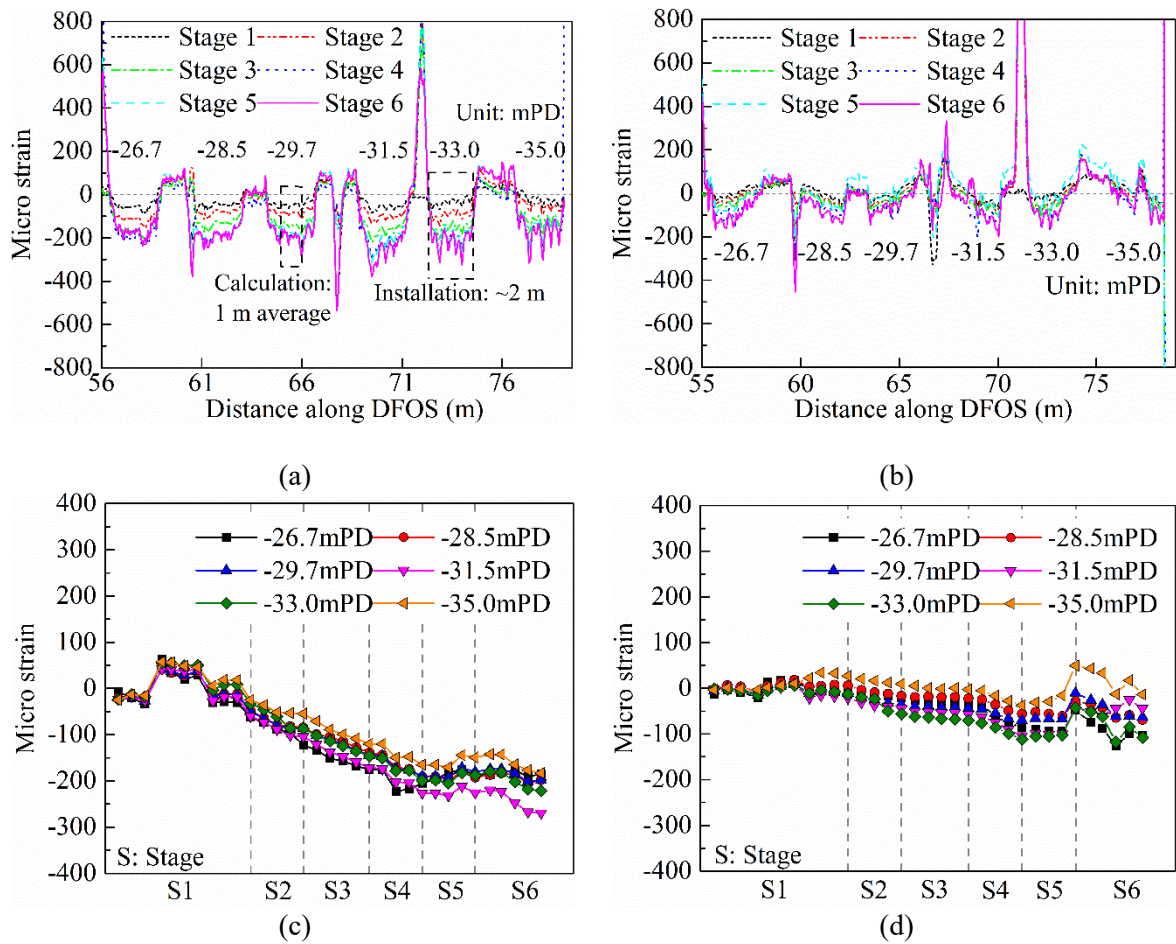 800
600
400
200
0
-200
-400
-600
-800
Micro strain
Stage 1 Stage 2
Stage 3 Stage 4
Stage 5 Stage 6
Unit: mPD
-26.7 -28.5 -29.7 -31.5 -33.0 -35.0
Calculation:
1 m average
Installation: ~2 m
56 61 66 71 76
Distance along DFOS (m)
(a)
800
600
400
200
0
-200
-400
-600
-800
Micro strain
Stage 1 Stage 2
Stage 3 Stage 4
Stage 5 Stage 6
-26.7 -28.5 -29.7 -31.5 -33.0 -35.0
Unit: mPD
55 60 65 70 75
Distance along DFOS (m)
(b)
400
300
200
100
0
-100
-200
-300
-400
Micro strain
-26.7mPD -28.5mPD
-29.7mPD -31.5mPD
-33.0mPD -35.0mPD
S: Stage
S1 S2 S3 S4 S5 S6
(c)
400
300
200
100
0
-100
-200
-300
-400
Micro strain
-26.7mPD -28.5mPD
-29.7mPD -31.5mPD
-33.0mPD -35.0mPD
S: Stage
S1 S2 S3 S4 S5 S6
(d)